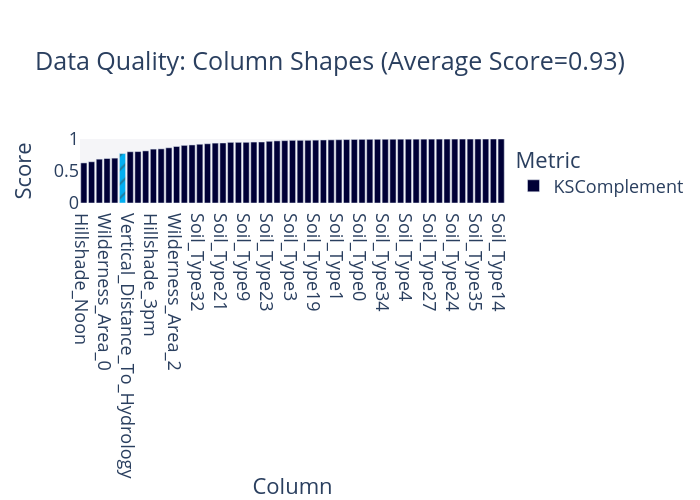 Data Quality: Column Shapes (Average Score=0.93)
Score
1
0.5
0
Metric
KSComplement
Hillshade_Noon
Wilderness_Area_0
Vertical_Distance_To_Hydrology
Hillshade_3pm
Wilderness_Area_2
Soil_Type32
Soil_Type21
Soil_Type9
Soil_Type23
Soil_Type3
Soil_Type19
Soil_Type1
Soil_Type0
Soil_Type34
Soil_Type4
Soil_Type27
Soil_Type24
Soil_Type35
Soil_Type14
Column